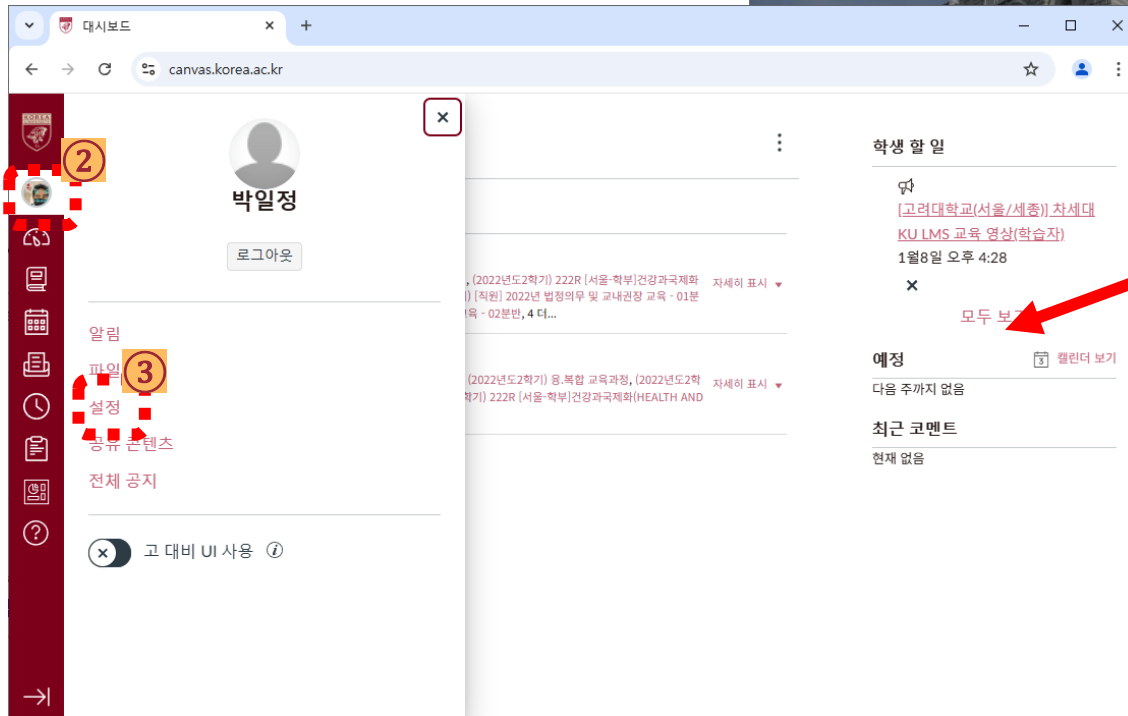 대시보드
canvas.korea.ac.kr
KOREA
②
박일정
로그아웃
알림
파일
③
설정
공유 콘텐츠
전체 공지
고 대비 UI 사용
, (2022년도2학기) 222R [서울-학부]건강과국제화
) [직원] 2022년 법정의무 및 교내권장 교육 - 01분
육 - 02분반, 4 더...
자세히 표시
(2022년도2학기) 융.복합 교육과정, (2022년도2학
학기) 222R [서울-학부]건강과국제화(HEALTH AND
자세히 표시
학생 할 일
[고려대학교(서울/세종)] 차세대
KU LMS 교육 영상(학습자)
1월8일 오후 4:28
모두 보기
예정
3
캘린더 보기
다음 주까지 없음
최근 코멘트
현재 없음